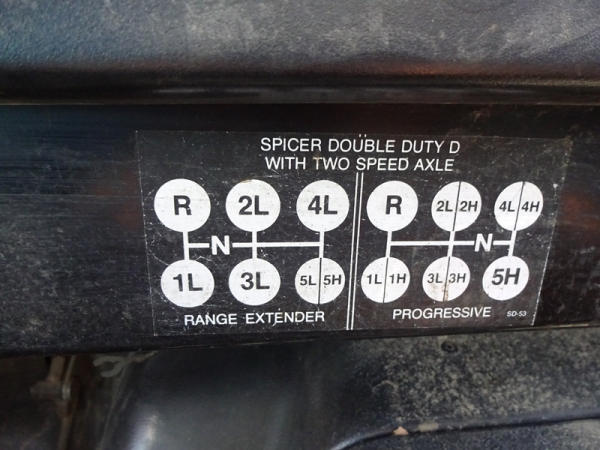 SPICER DOUBLE DUTY D
WITH TWO SPEED AXLE
R 2L 4L
N
1L 3L 5L 5H
RANGE EXTENDER
R 2L 2H 4L 4H
N
1L 1H 3L 3H 5H
PROGRESSIVE
SD-53